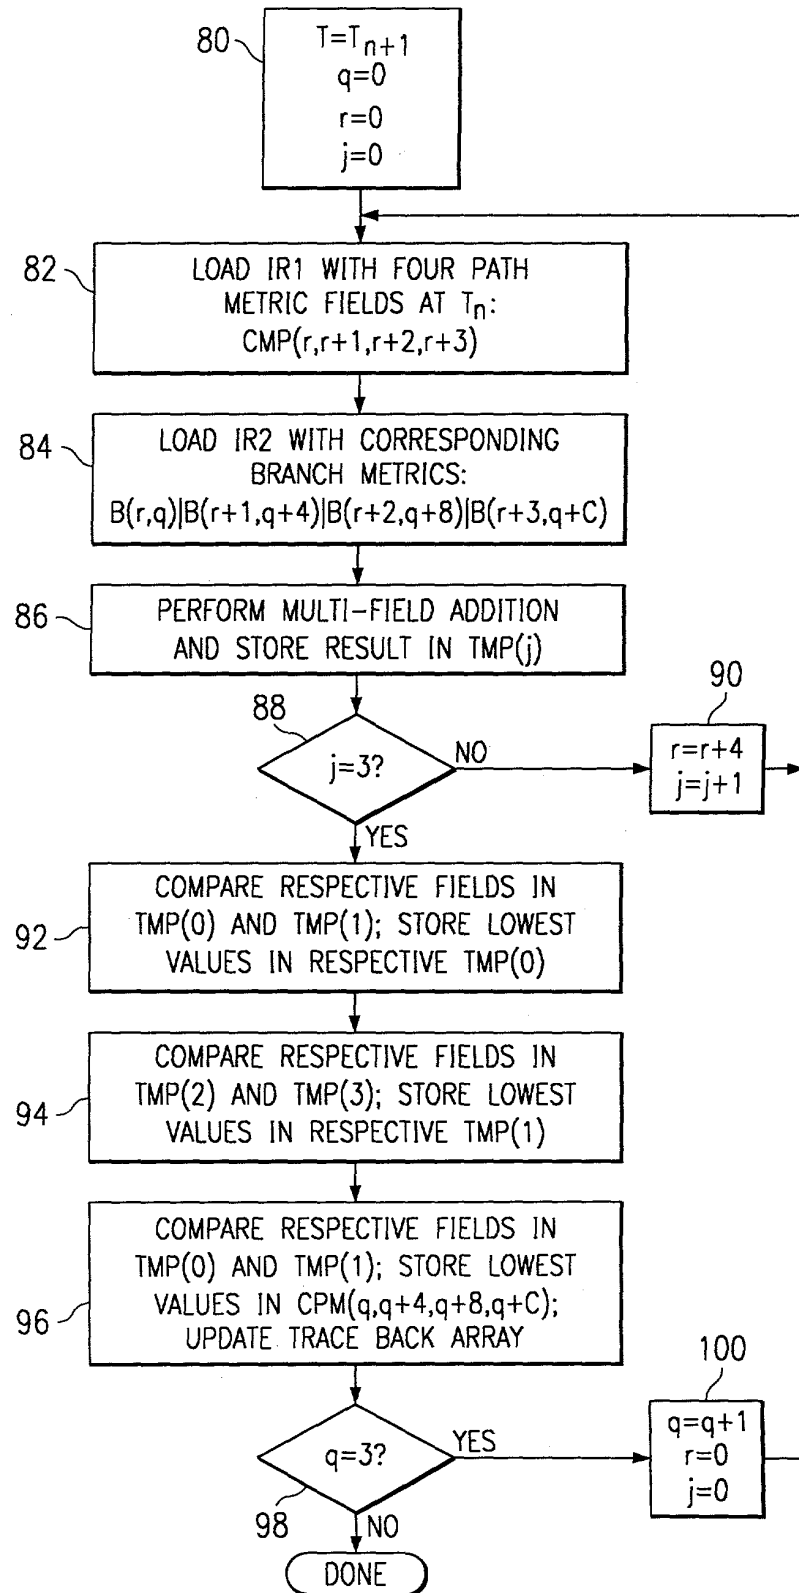 80
T=Tn+1
q=0
r=0
j=0
82
LOAD IR1 WITH FOUR PATH
METRIC FIELDS AT Tn:
CMP(r,r+1,r+2,r+3)
84
LOAD IR2 WITH CORRESPONDING
BRANCH METRICS:
B(r,q)|B(r+1,q+4)|B(r+2,q+8)|B(r+3,q+C)
86
PERFORM MULTI-FIELD ADDITION
AND STORE RESULT IN TMP(j)
88
j=3?
NO
90
r=r+4
j=j+1
YES
92
COMPARE RESPECTIVE FIELDS IN
TMP(0) AND TMP(1); STORE LOWEST
VALUES IN RESPECTIVE TMP(0)
94
COMPARE RESPECTIVE FIELDS IN
TMP(2) AND TMP(3); STORE LOWEST
VALUES IN RESPECTIVE TMP(1)
96
COMPARE RESPECTIVE FIELDS IN
TMP(0) AND TMP(1); STORE LOWEST
VALUES IN CPM(q,q+4,q+8,q+C);
UPDATE TRACE BACK ARRAY
98
q=3?
YES
100
q=q+1
r=0
j=0
NO
DONE